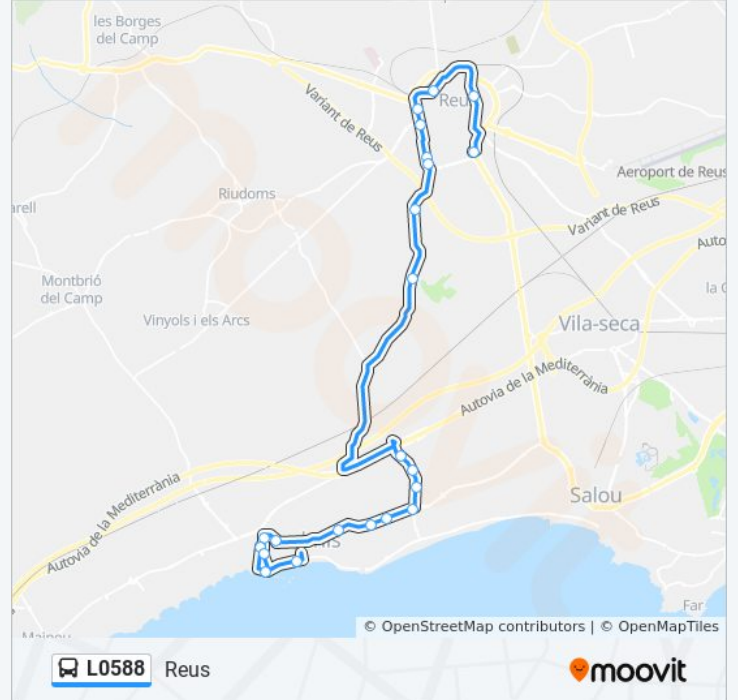 les Borges
del Camp
Variant de Reus
Reu
Aeroport de Reus
Riudoms
arell
Variant de Reus
Auto
Montbrió
del Camp
la C
Vinyols i els Arcs
Vila-seca
Autovia de la Mediterrània
Autovia de la Mediterrània
Salou
Far
© OpenStreetMap contributors | © OpenMapTiles
L0588 Reus
moovit